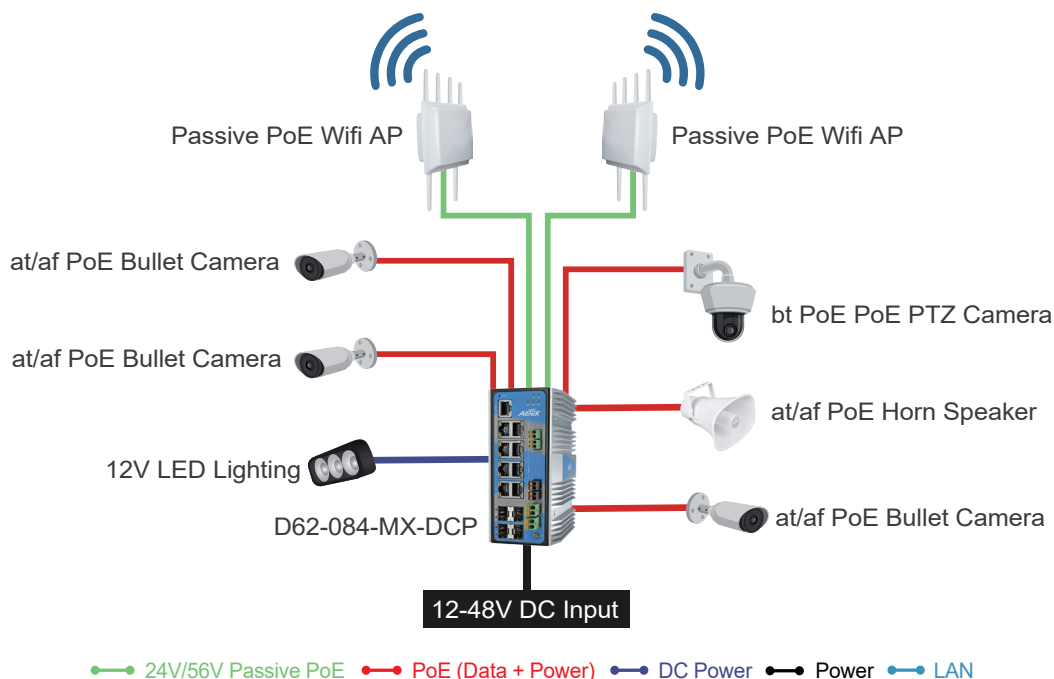 Passive PoE Wifi AP
Passive PoE Wifi AP
at/af PoE Bullet Camera
bt PoE PoE PTZ Camera
at/af PoE Bullet Camera
at/af PoE Horn Speaker
AETEK
12V LED Lighting
D62-084-MX-DCP
at/af PoE Bullet Camera
12-48V DC Input
24V/56V Passive PoE PoE (Data + Power) DC Power Power LAN